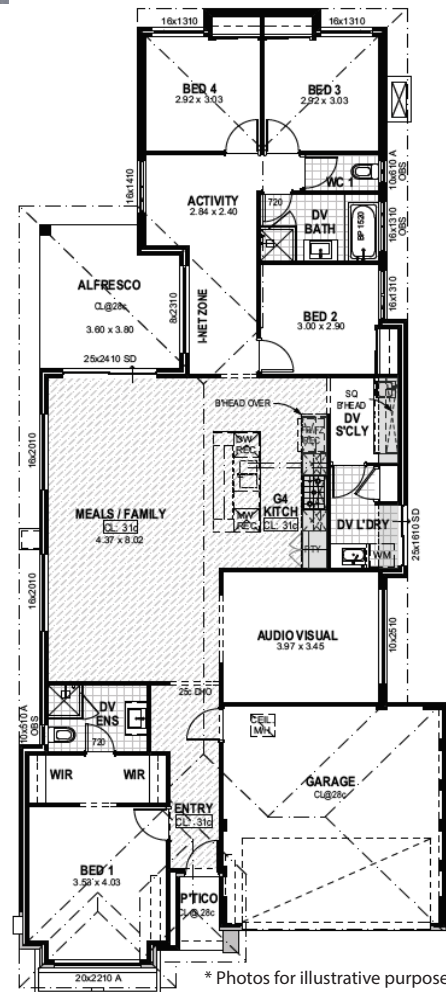 16x1310
16x1310
BED 4
2.92 x 3.03
BED 3
2.92 x 3.03
10x610 A
OBS
WC 1
16x1410
ACTIVITY
2.84 x 2.40
720
DV
BATH
BP 1520
16x1310
OBS
ALFRESCO
CL@28c
3.60 x 3.80
8x2310
I-NET ZONE
BED 2
3.00 x 2.90
16x1310
25x2410 SD
B'HEAD OVER
SQ
B'HEAD
DV
S'CLY
16x2010
DW
REC
MEALS / FAMILY
CL: 31c
4.37 x 8.02
G4
KITCH
CL: 31c
MW
REC
PTY
DV L'DRY
WM
25x1610 SD
16x2010
AUDIO VISUAL
3.97 x 3.45
10x2510
25c DHO
DV
ENS
720
10x510 A
OBS
CEIL
M/H
WIR
WIR
GARAGE
CL@28c
ENTRY
CL: 31c
BED 1
3.53 x 4.03
P'TICO
CL@ 28c
20x2210 A
* Photos for illustrative purpose